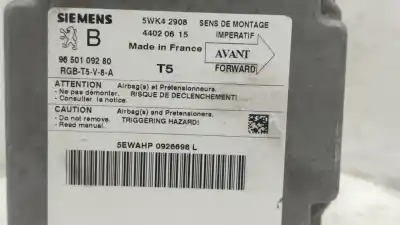 SIEMENS
5WK4 2908
SENS DE MONTAGE
B
4402 06 15
IMPERATIF
Made in France
AVANT
96 501 092 80
T5
FORWARD
RGB-T5-V-8-A
ATTENTION
Airbag(s) et Prétensionneurs.
- Ne pas démonter.
RISQUE DE DECLENCHEMENT!
- Consulter la notice.
CAUTION
Airbag(s) and Pretensioners.
- Do not remove.
TRIGGERING HAZARD!
- Read manual.
5EWAHP 0926698 L